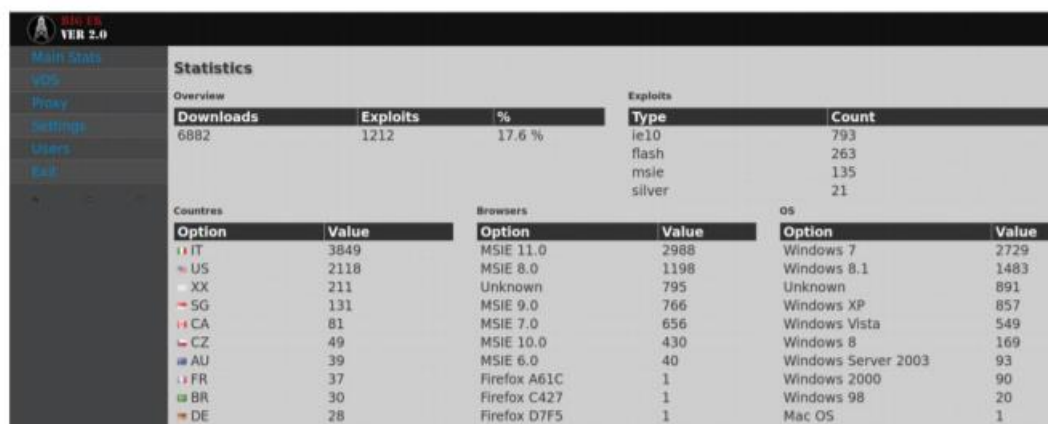 BIG EK
VER 2.0
Main Stats
VDS
Proxy
Settings
Users
Exit
Statistics
Overview
Downloads Exploits %
6882 1212 17.6 %
Exploits
Type Count
ie10 793
flash 263
msie 135
silver 21
Countres
Option Value
IT 3849
US 2118
XX 211
SG 131
CA 81
CZ 49
AU 39
FR 37
BR 30
DE 28
Browsers
Option Value
MSIE 11.0 2988
MSIE 8.0 1198
Unknown 795
MSIE 9.0 766
MSIE 7.0 656
MSIE 10.0 430
MSIE 6.0 40
Firefox A61C 1
Firefox C427 1
Firefox D7F5 1
OS
Option Value
Windows 7 2729
Windows 8.1 1483
Unknown 891
Windows XP 857
Windows Vista 549
Windows 8 169
Windows Server 2003 93
Windows 2000 90
Windows 98 20
Mac OS 1